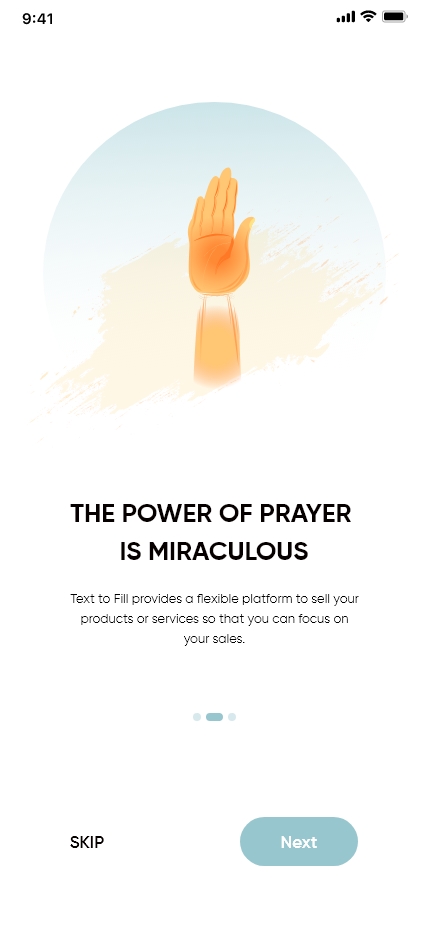 9:41
THE POWER OF PRAYER
IS MIRACULOUS
Text to Fill provides a flexible platform to sell your
products or services so that you can focus on
your sales.
SKIP
Next